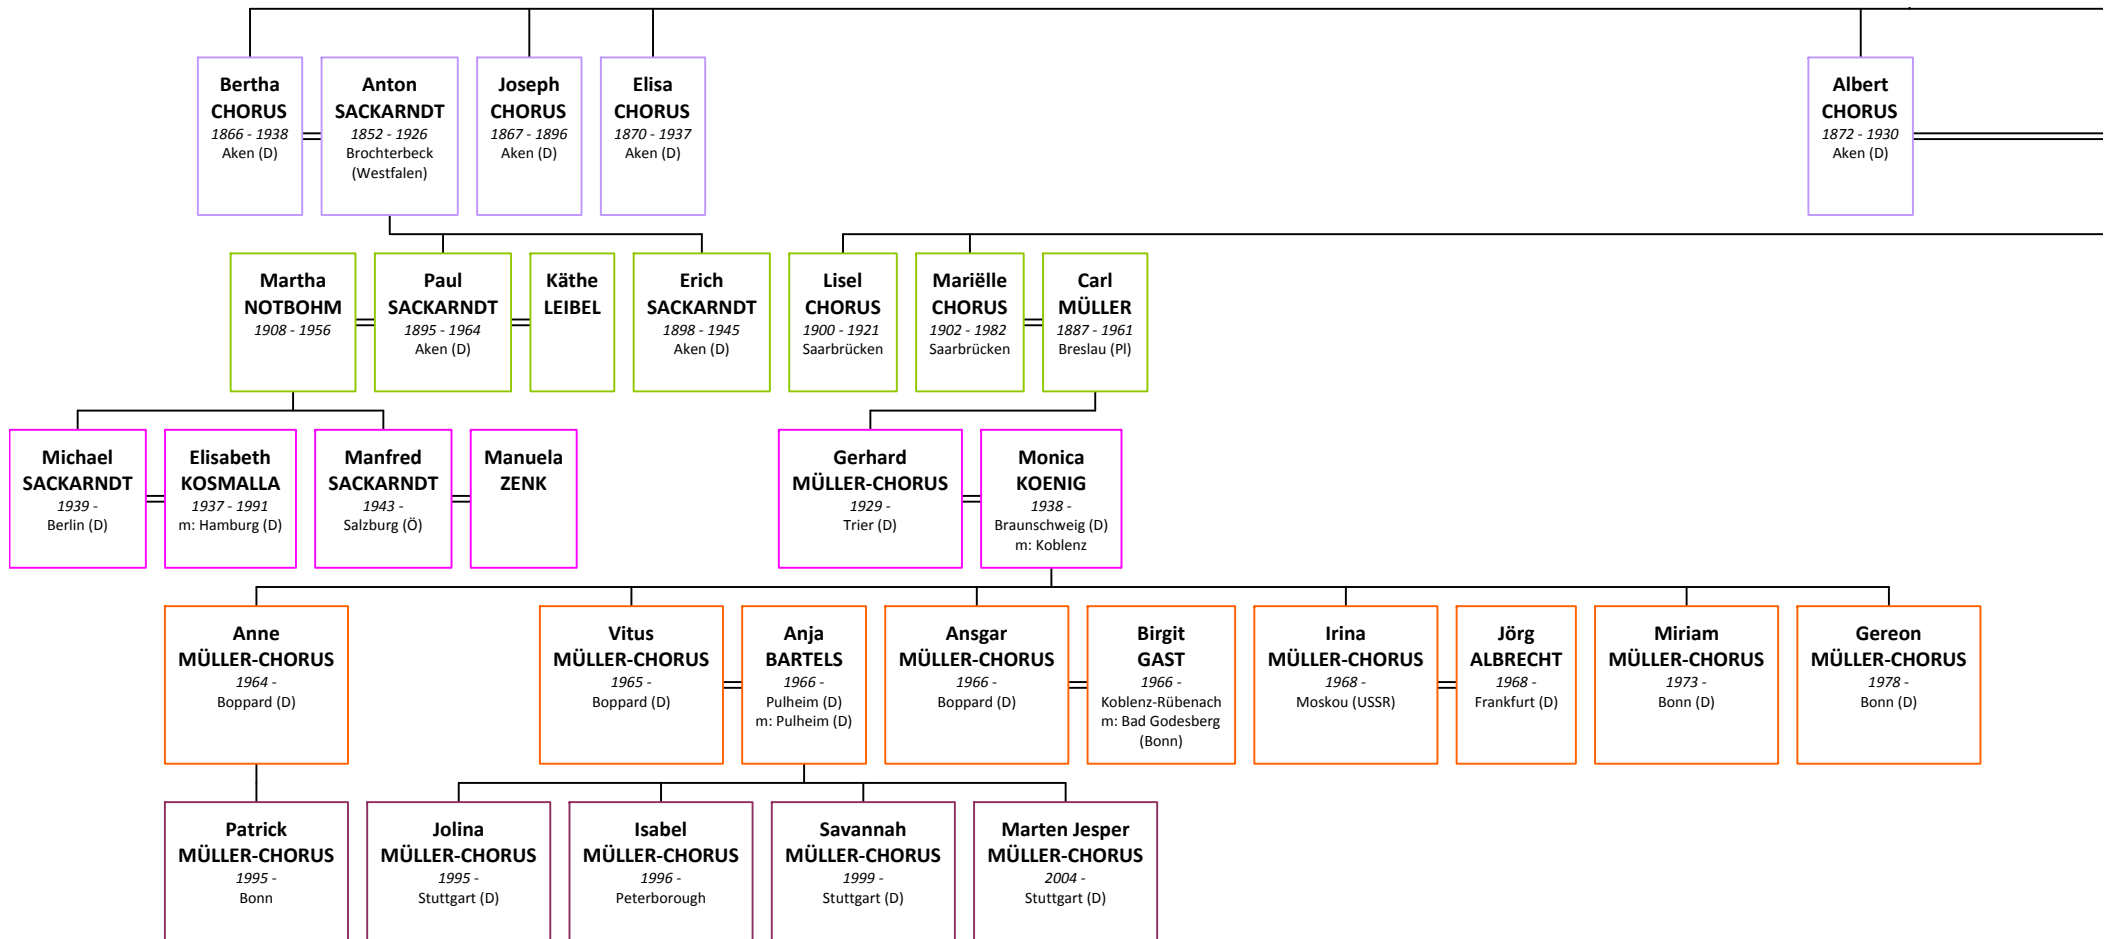 Bertha
CHORUS
1866 - 1938
Aken (D)
Anton
SACKARNDT
1852 - 1926
Brochterbeck
(Westfalen)
Joseph
CHORUS
1867 - 1896
Aken (D)
Elisa
CHORUS
1870 - 1937
Aken (D)
Albert
CHORUS
1872 - 1930
Aken (D)
Martha
NOTBOHM
1908 - 1956
Paul
SACKARNDT
1895 - 1964
Aken (D)
Käthe
LEIBEL
Erich
SACKARNDT
1898 - 1945
Aken (D)
Lisel
CHORUS
1900 - 1921
Saarbrücken
Mariëlle
CHORUS
1902 - 1982
Saarbrücken
Carl
MÜLLER
1887 - 1961
Breslau (Pl)
Michael
SACKARNDT
1939 -
Berlin (D)
Elisabeth
KOSMALLA
1937 - 1991
m: Hamburg (D)
Manfred
SACKARNDT
1943 -
Salzburg (Ö)
Manuela
ZENK
Gerhard
MÜLLER-CHORUS
1929 -
Trier (D)
Monica
KOENIG
1938 -
Braunschweig (D)
m: Koblenz
Anne
MÜLLER-CHORUS
1964 -
Boppard (D)
Vitus
MÜLLER-CHORUS
1965 -
Boppard (D)
Anja
BARTELS
1966 -
Pulheim (D)
m: Pulheim (D)
Ansgar
MÜLLER-CHORUS
1966 -
Boppard (D)
Birgit
GAST
1966 -
Koblenz-Rübenach
m: Bad Godesberg
(Bonn)
Irina
MÜLLER-CHORUS
1968 -
Moskou (USSR)
Jörg
ALBRECHT
1968 -
Frankfurt (D)
Miriam
MÜLLER-CHORUS
1973 -
Bonn (D)
Gereon
MÜLLER-CHORUS
1978 -
Bonn (D)
Patrick
MÜLLER-CHORUS
1995 -
Bonn
Jolina
MÜLLER-CHORUS
1995 -
Stuttgart (D)
Isabel
MÜLLER-CHORUS
1996 -
Peterborough
Savannah
MÜLLER-CHORUS
1999 -
Stuttgart (D)
Marten Jesper
MÜLLER-CHORUS
2004 -
Stuttgart (D)